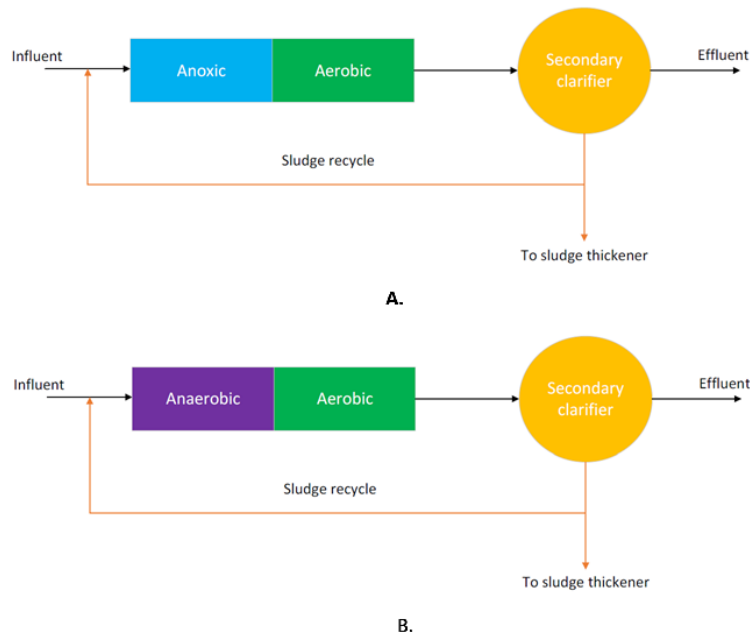 Influent
Anoxic
Aerobic
Secondary
clarifier
Effluent
Sludge recycle
To sludge thickener
A.
Influent
Anaerobic
Aerobic
Secondary
clarifier
Effluent
Sludge recycle
To sludge thickener
B.